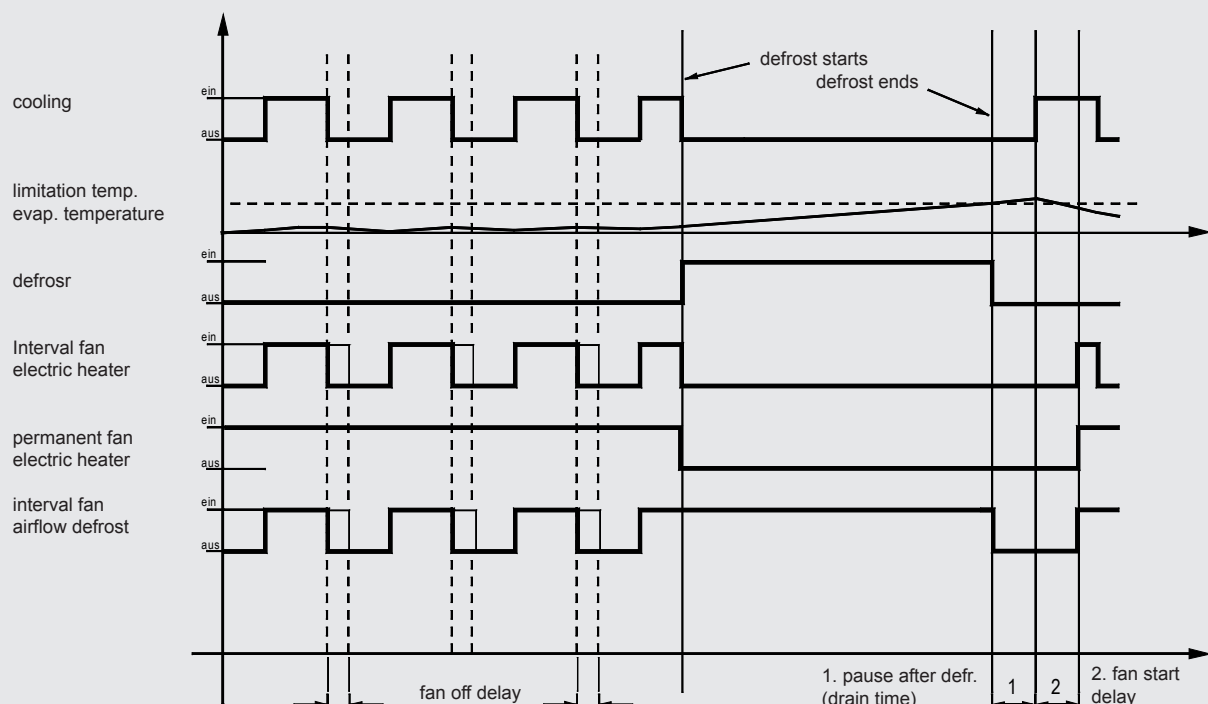 defrost starts
defrost ends
cooling
ein
aus
limitation temp.
evap. temperature
defrosr
ein
aus
Interval fan
electric heater
ein
aus
permanent fan
electric heater
ein
aus
interval fan
airflow defrost
ein
aus
fan off delay
1. pause after defr.
(drain time)
1
2
2. fan start
delay